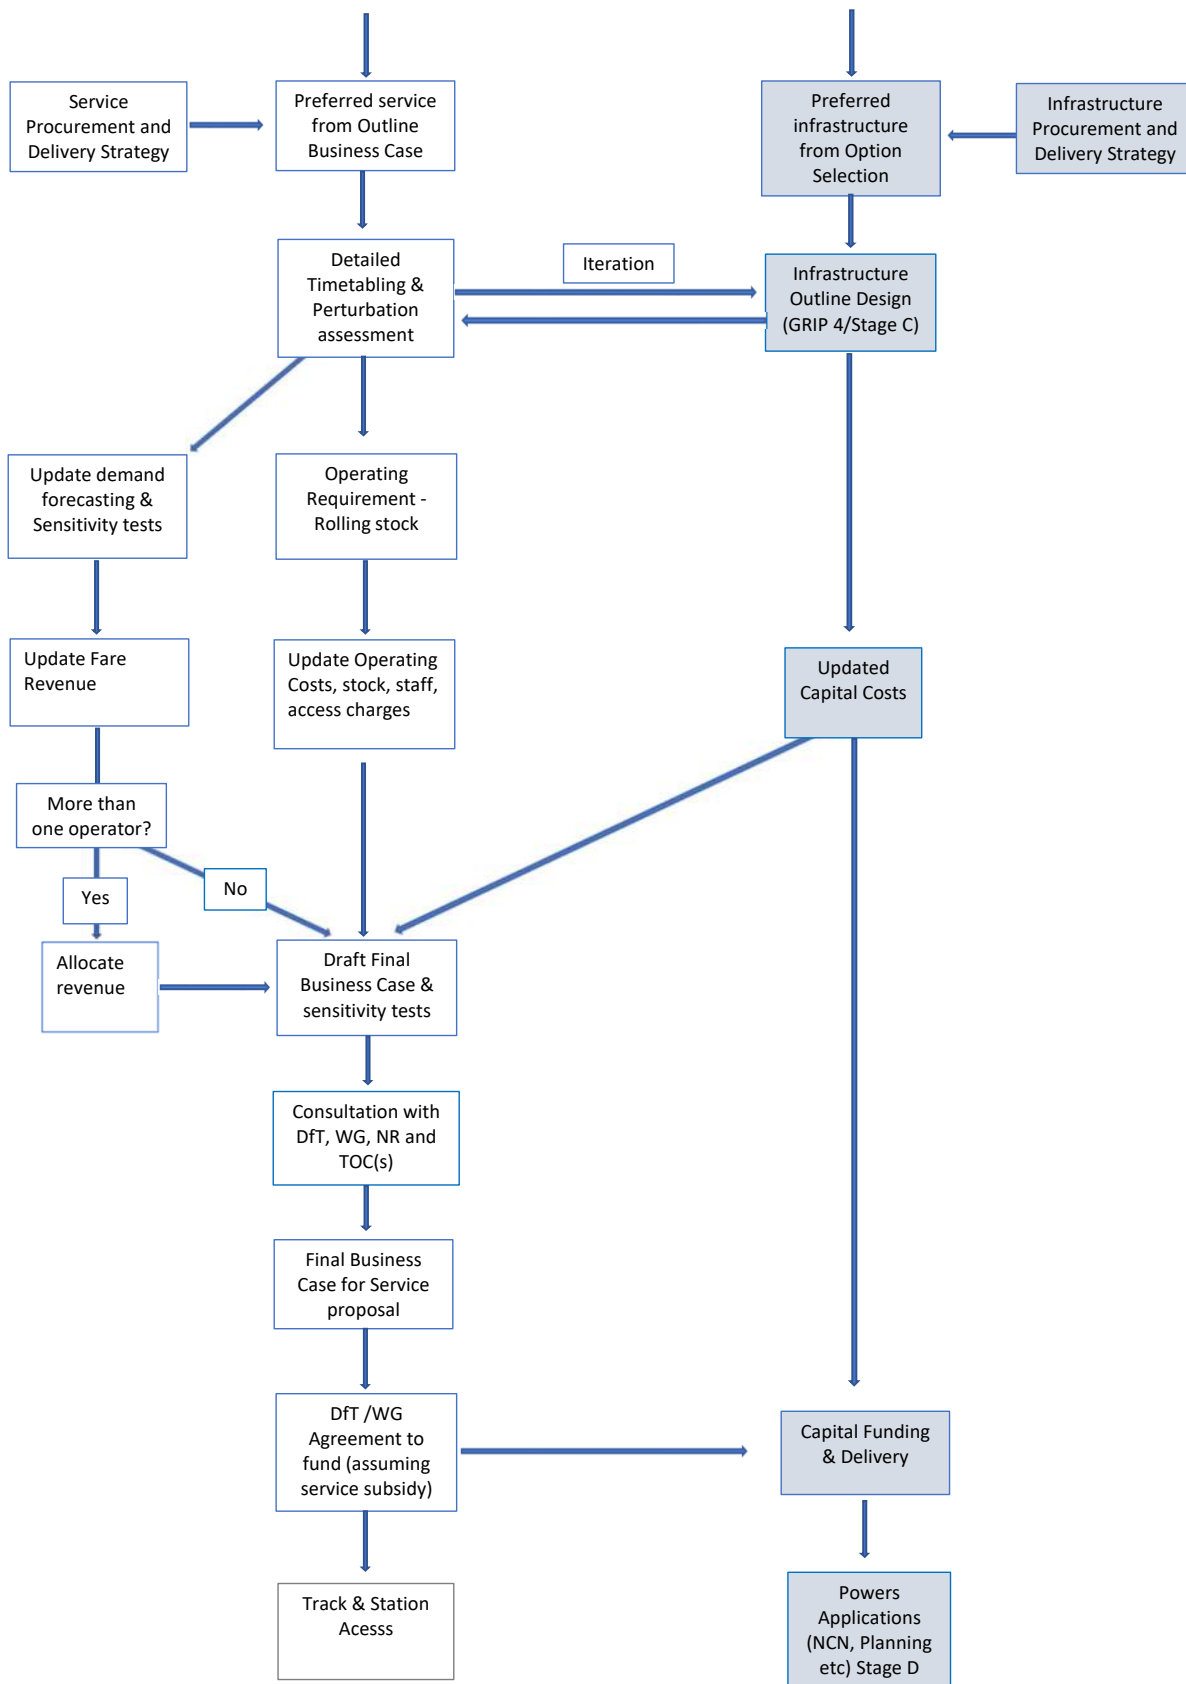 Service
Procurement and
Delivery Strategy
Preferred service
from Outline
Business Case
Preferred
infrastructure
from Option
Selection
Infrastructure
Procurement and
Delivery Strategy
Detailed
Timetabling &
Perturbation
assessment
Iteration
Infrastructure
Outline Design
(GRIP 4/Stage C)
Update demand
forecasting &
Sensitivity tests
Operating
Requirement -
Rolling stock
Update Fare
Revenue
Update Operating
Costs, stock, staff,
access charges
Updated
Capital Costs
More than
one operator?
No
Yes
Allocate
revenue
Draft Final
Business Case &
sensitivity tests
Consultation with
DfT, WG, NR and
TOC(s)
Final Business
Case for Service
proposal
DfT /WG
Agreement to
fund (assuming
service subsidy)
Capital Funding
& Delivery
Track & Station
Acesss
Powers
Applications
(NCN, Planning
etc) Stage D